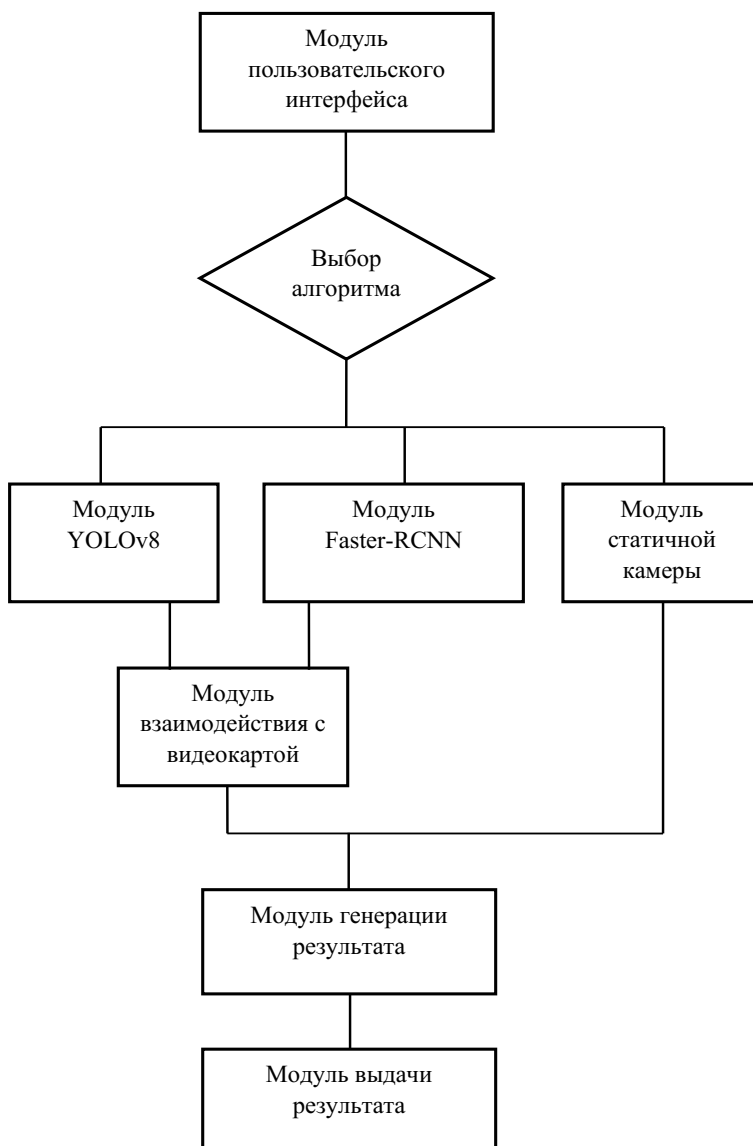 Модуль
пользовательского
интерфейса
Выбор
алгоритма
Модуль
YOLOv8
Модуль
Faster-RCNN
Модуль
статичной
камеры
Модуль
взаимодействия с
видеокартой
Модуль генерации
результата
Модуль выдачи
результата